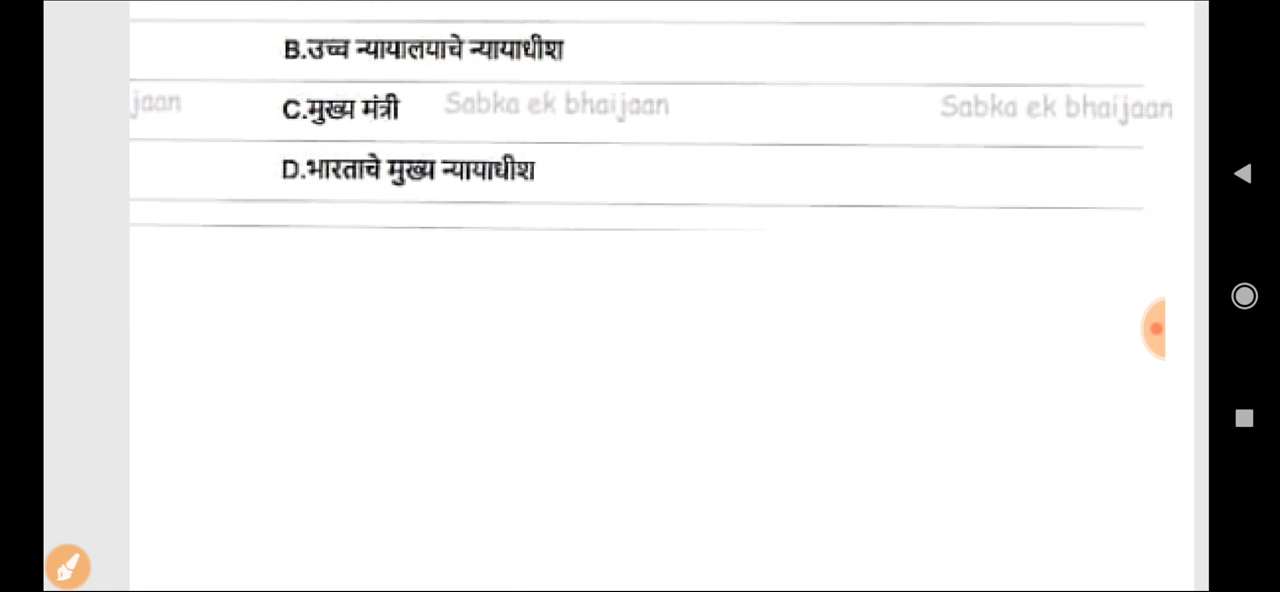 B.उच्च न्यायालयाचे न्यायाधीश
jaan C.मुख्य मंत्री Sabka ek bhaijaan Sabka ek bhaijaan
D.भारताचे मुख्य न्यायाधीश